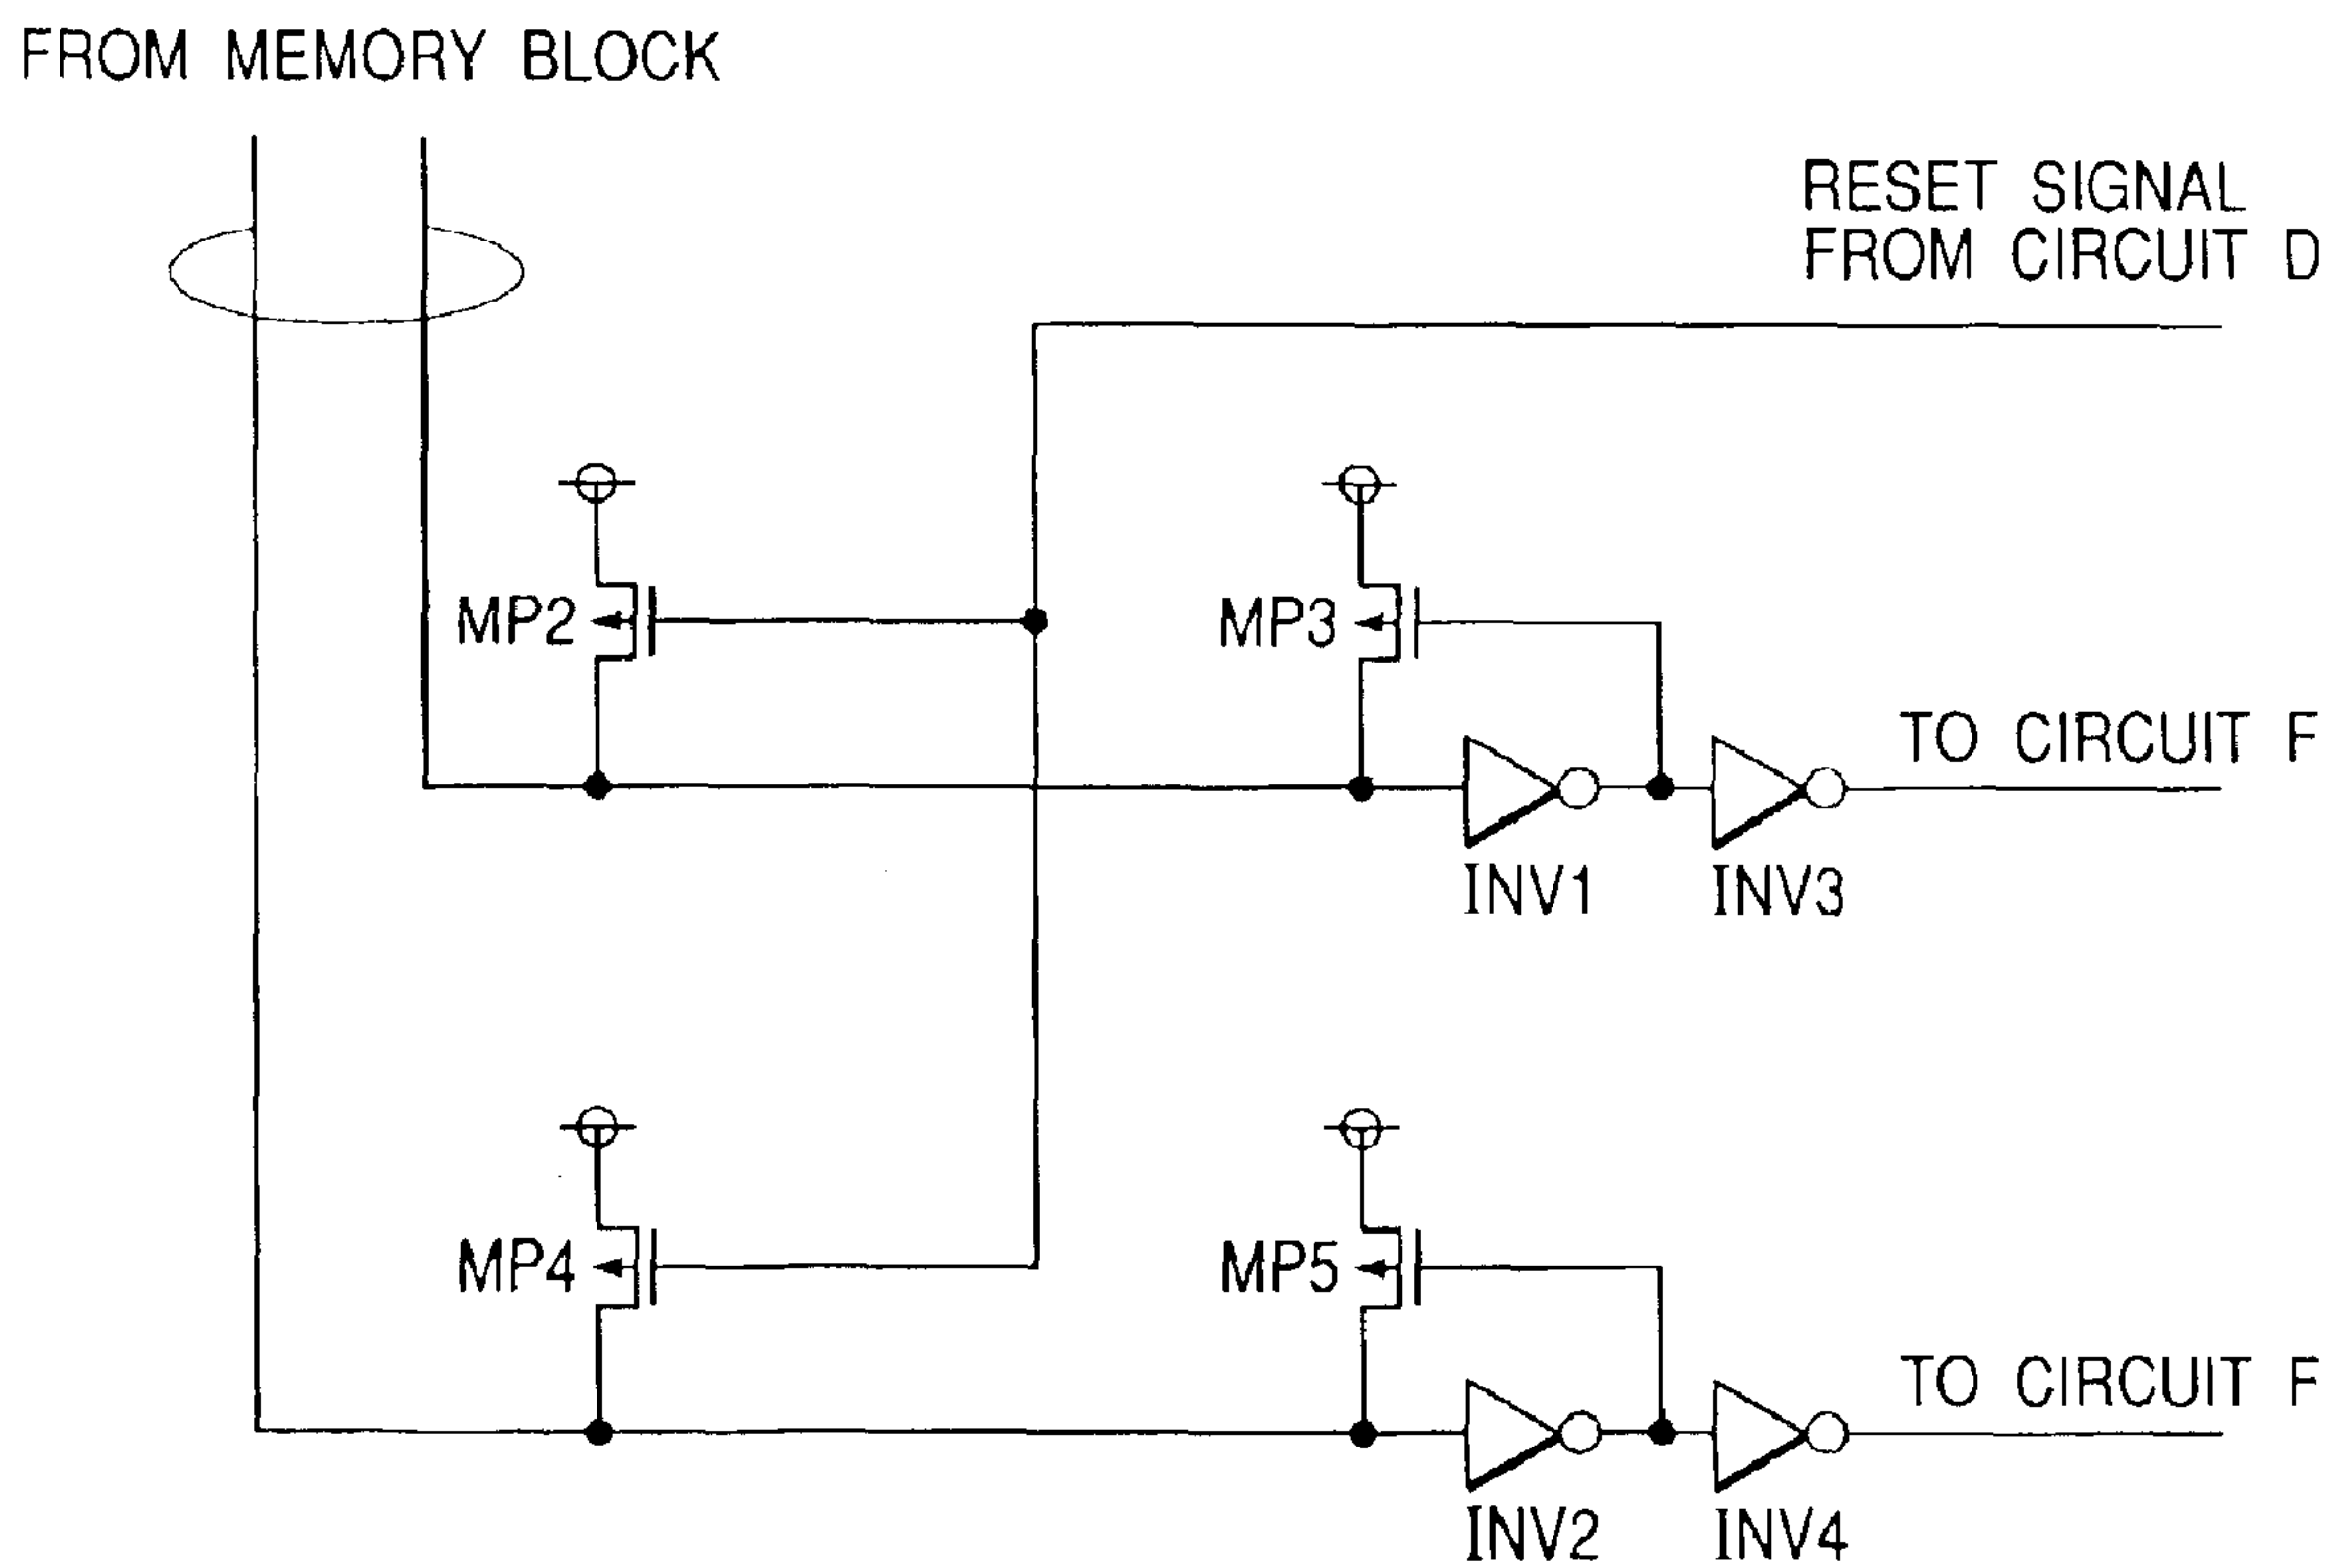 FROM MEMORY BLOCK
RESET SIGNAL
FROM CIRCUIT D
MP2
MP3
TO CIRCUIT F
INV1
INV3
MP4
MP5
TO CIRCUIT F
INV2
INV4